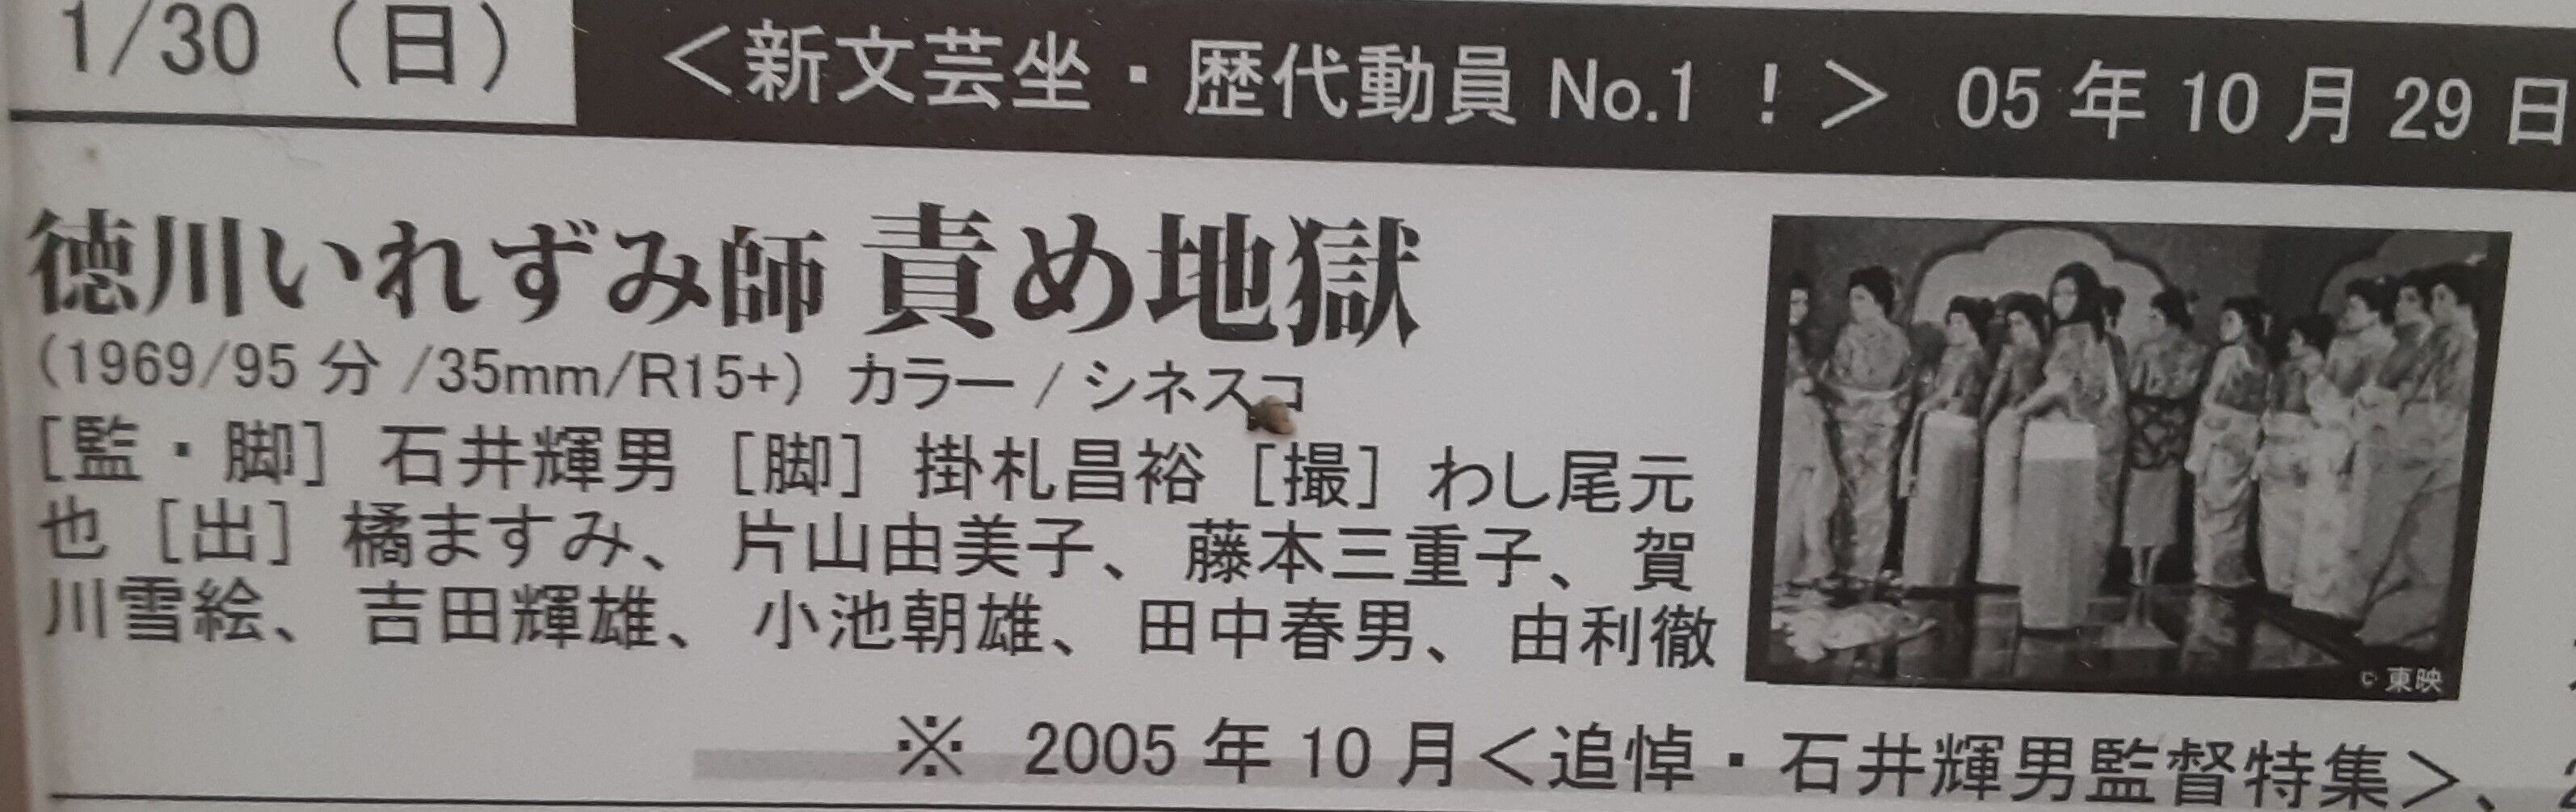 1/30（日）
＜新文芸坐・歴代動員 No.1 ！＞ 05 年 10 月 29 日
徳川いれずみ師 責め地獄
（1969/95 分 /35mm/R15+）カラー / シネスコ
［監・脚］石井輝男［脚］掛札昌裕［撮］わし尾元
也［出］橘ますみ、片山由美子、藤本三重子、賀
川雪絵、吉田輝雄、小池朝雄、田中春男、由利徹
© 東映
※ 2005 年 10 月＜追悼・石井輝男監督特集＞、